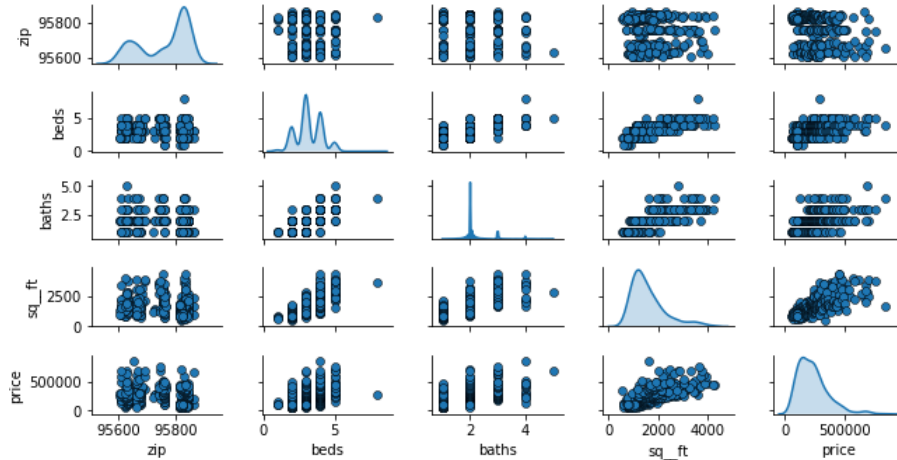 zip
95800
95600
beds
5
0
baths
5.0
2.5
sq__ft
2500
0
price
500000
0
95600 95800
0 5
2 4
0 2000 4000
0 500000
zip beds baths sq__ft price